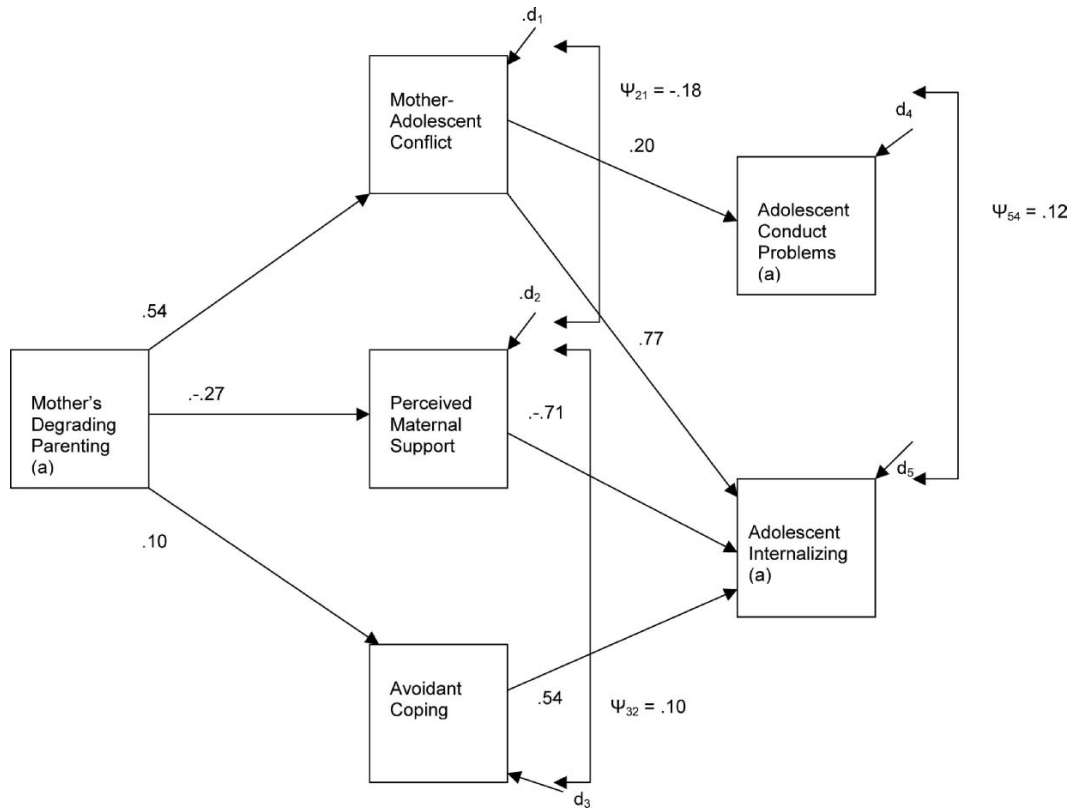 .d₁
Mother-
Adolescent
Conflict
Ψ₂₁ = -.18
d₄
.20
Adolescent
Conduct
Problems
(a)
Ψ₅₄ = .12
.54
.d₂
.77
Mother's
Degrading
Parenting
(a)
.-.27
Perceived
Maternal
Support
.-.71
d₅
.10
Adolescent
Internalizing
(a)
Avoidant
Coping
.54
Ψ₃₂ = .10
d₃